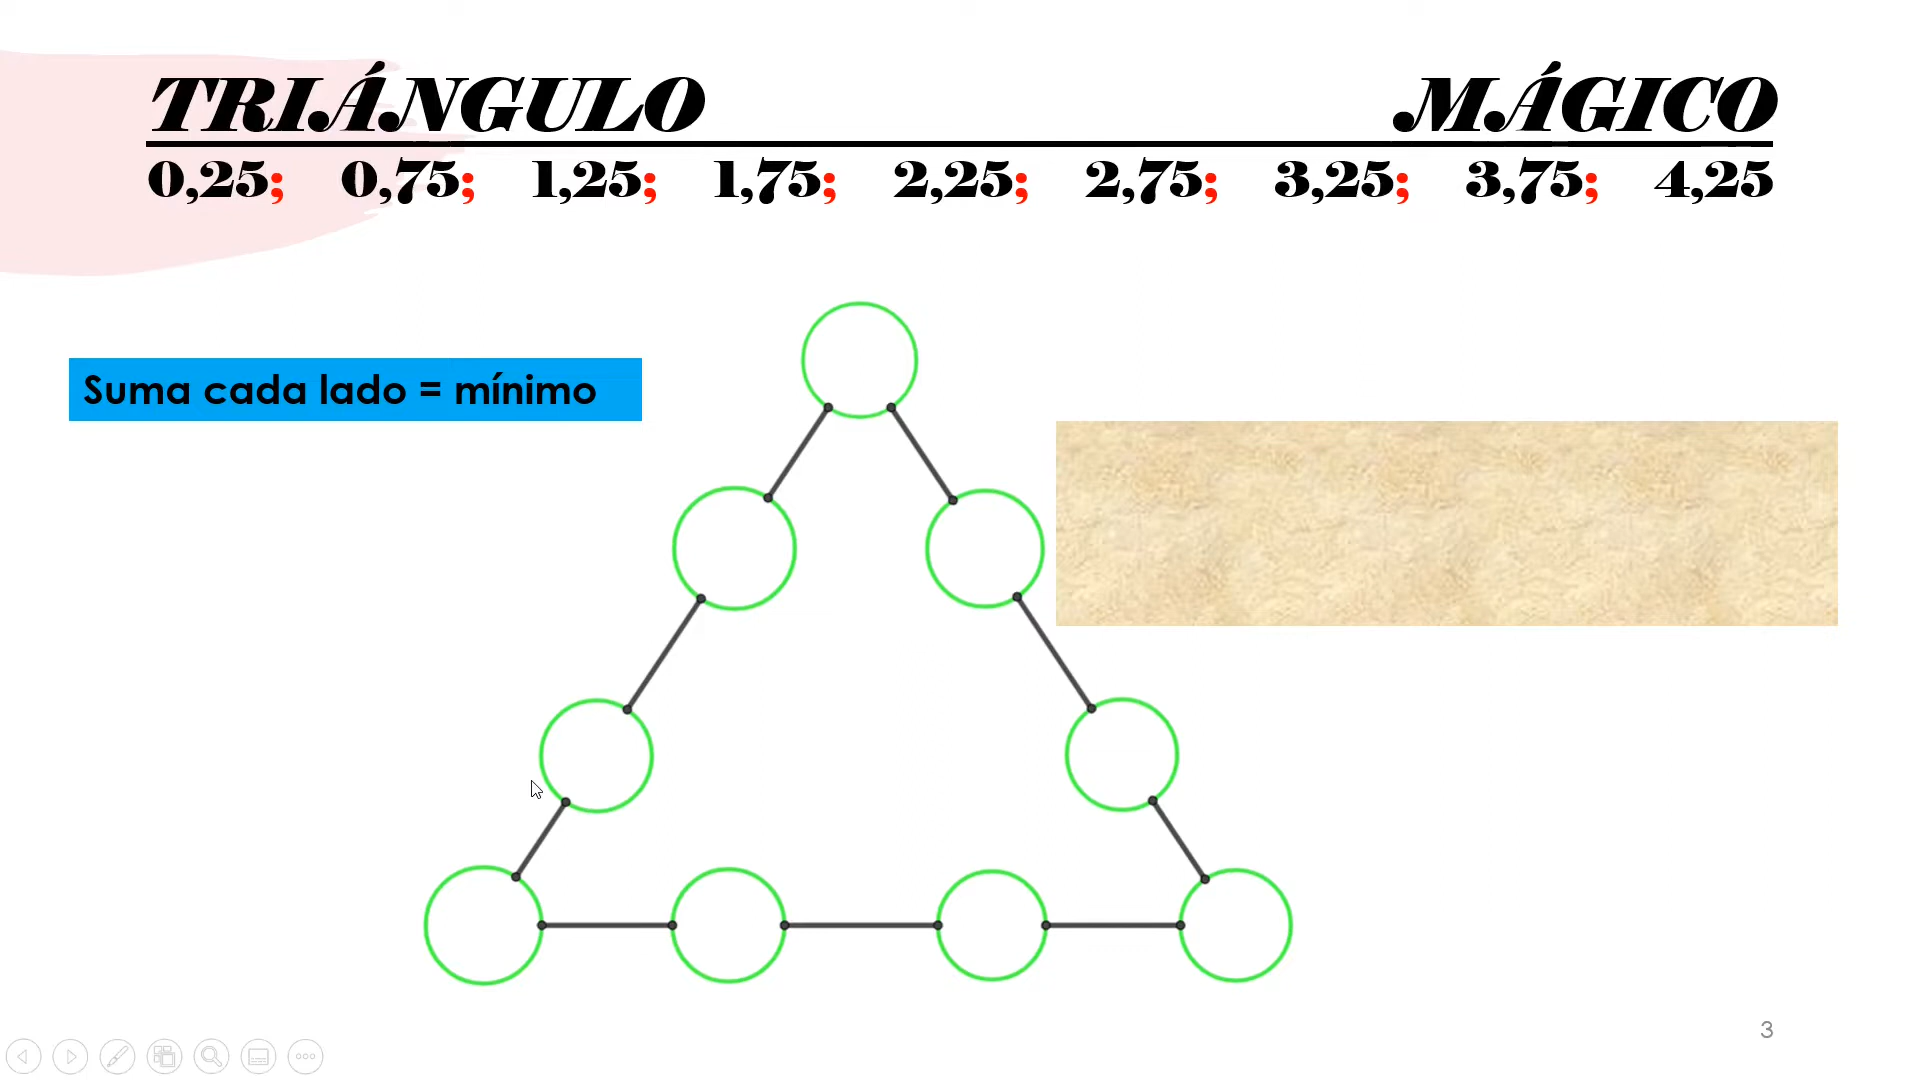 TRIÁNGULO MÁGICO
0,25; 0,75; 1,25; 1,75; 2,25; 2,75; 3,25; 3,75; 4,25
Suma cada lado = mínimo
3